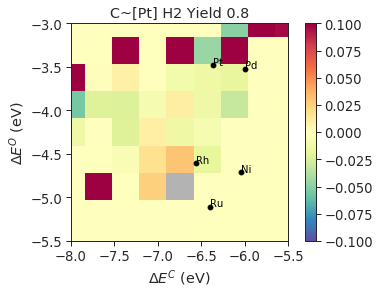 C~[Pt] H2 Yield 0.8
−3.0
−3.5
−4.0
−4.5
−5.0
−5.5
ΔE^O (eV)
Pt
Pd
Rh
Ni
Ru
−8.0 −7.5 −7.0 −6.5 −6.0 −5.5
ΔE^C (eV)
0.100
0.075
0.050
0.025
0.000
−0.025
−0.050
−0.075
−0.100